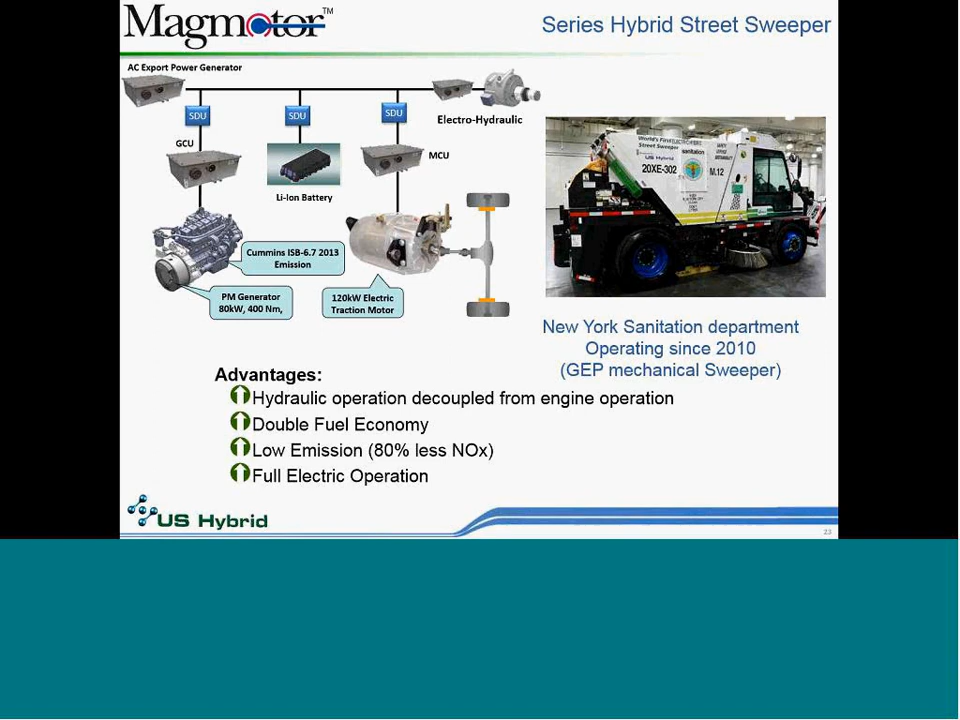 Magmotor TM
Series Hybrid Street Sweeper
AC Export Power Generator
SDU
SDU
SDU
Electro-Hydraulic
GCU
MCU
Li-Ion Battery
Cummins ISB-6.7 2013
Emission
PM Generator
80kW, 400 Nm,
120kW Electric
Traction Motor
World's First
Street Sweeper
US Hybrid
20XE-302
sanitation
M.12
New York Sanitation department
Operating since 2010
(GEP mechanical Sweeper)
Advantages:
Hydraulic operation decoupled from engine operation
Double Fuel Economy
Low Emission (80% less NOx)
Full Electric Operation
US Hybrid
23